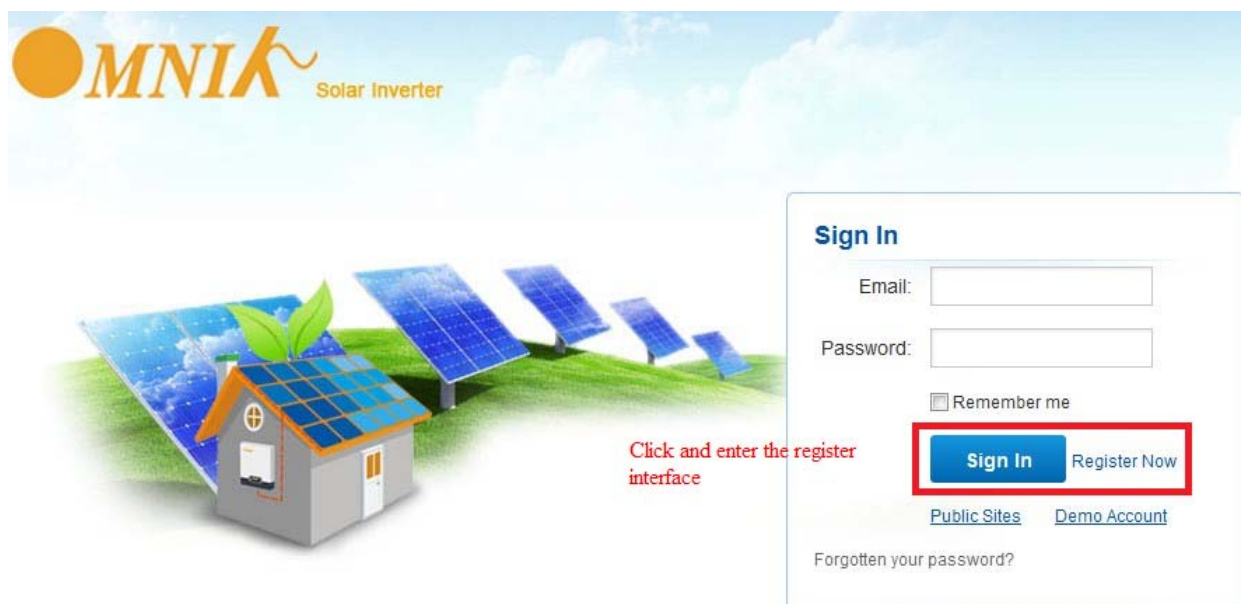 OMNIK Solar Inverter
Sign In
Email:
Password:
Remember me
Click and enter the register
interface
Sign In Register Now
Public Sites Demo Account
Forgotten your password?